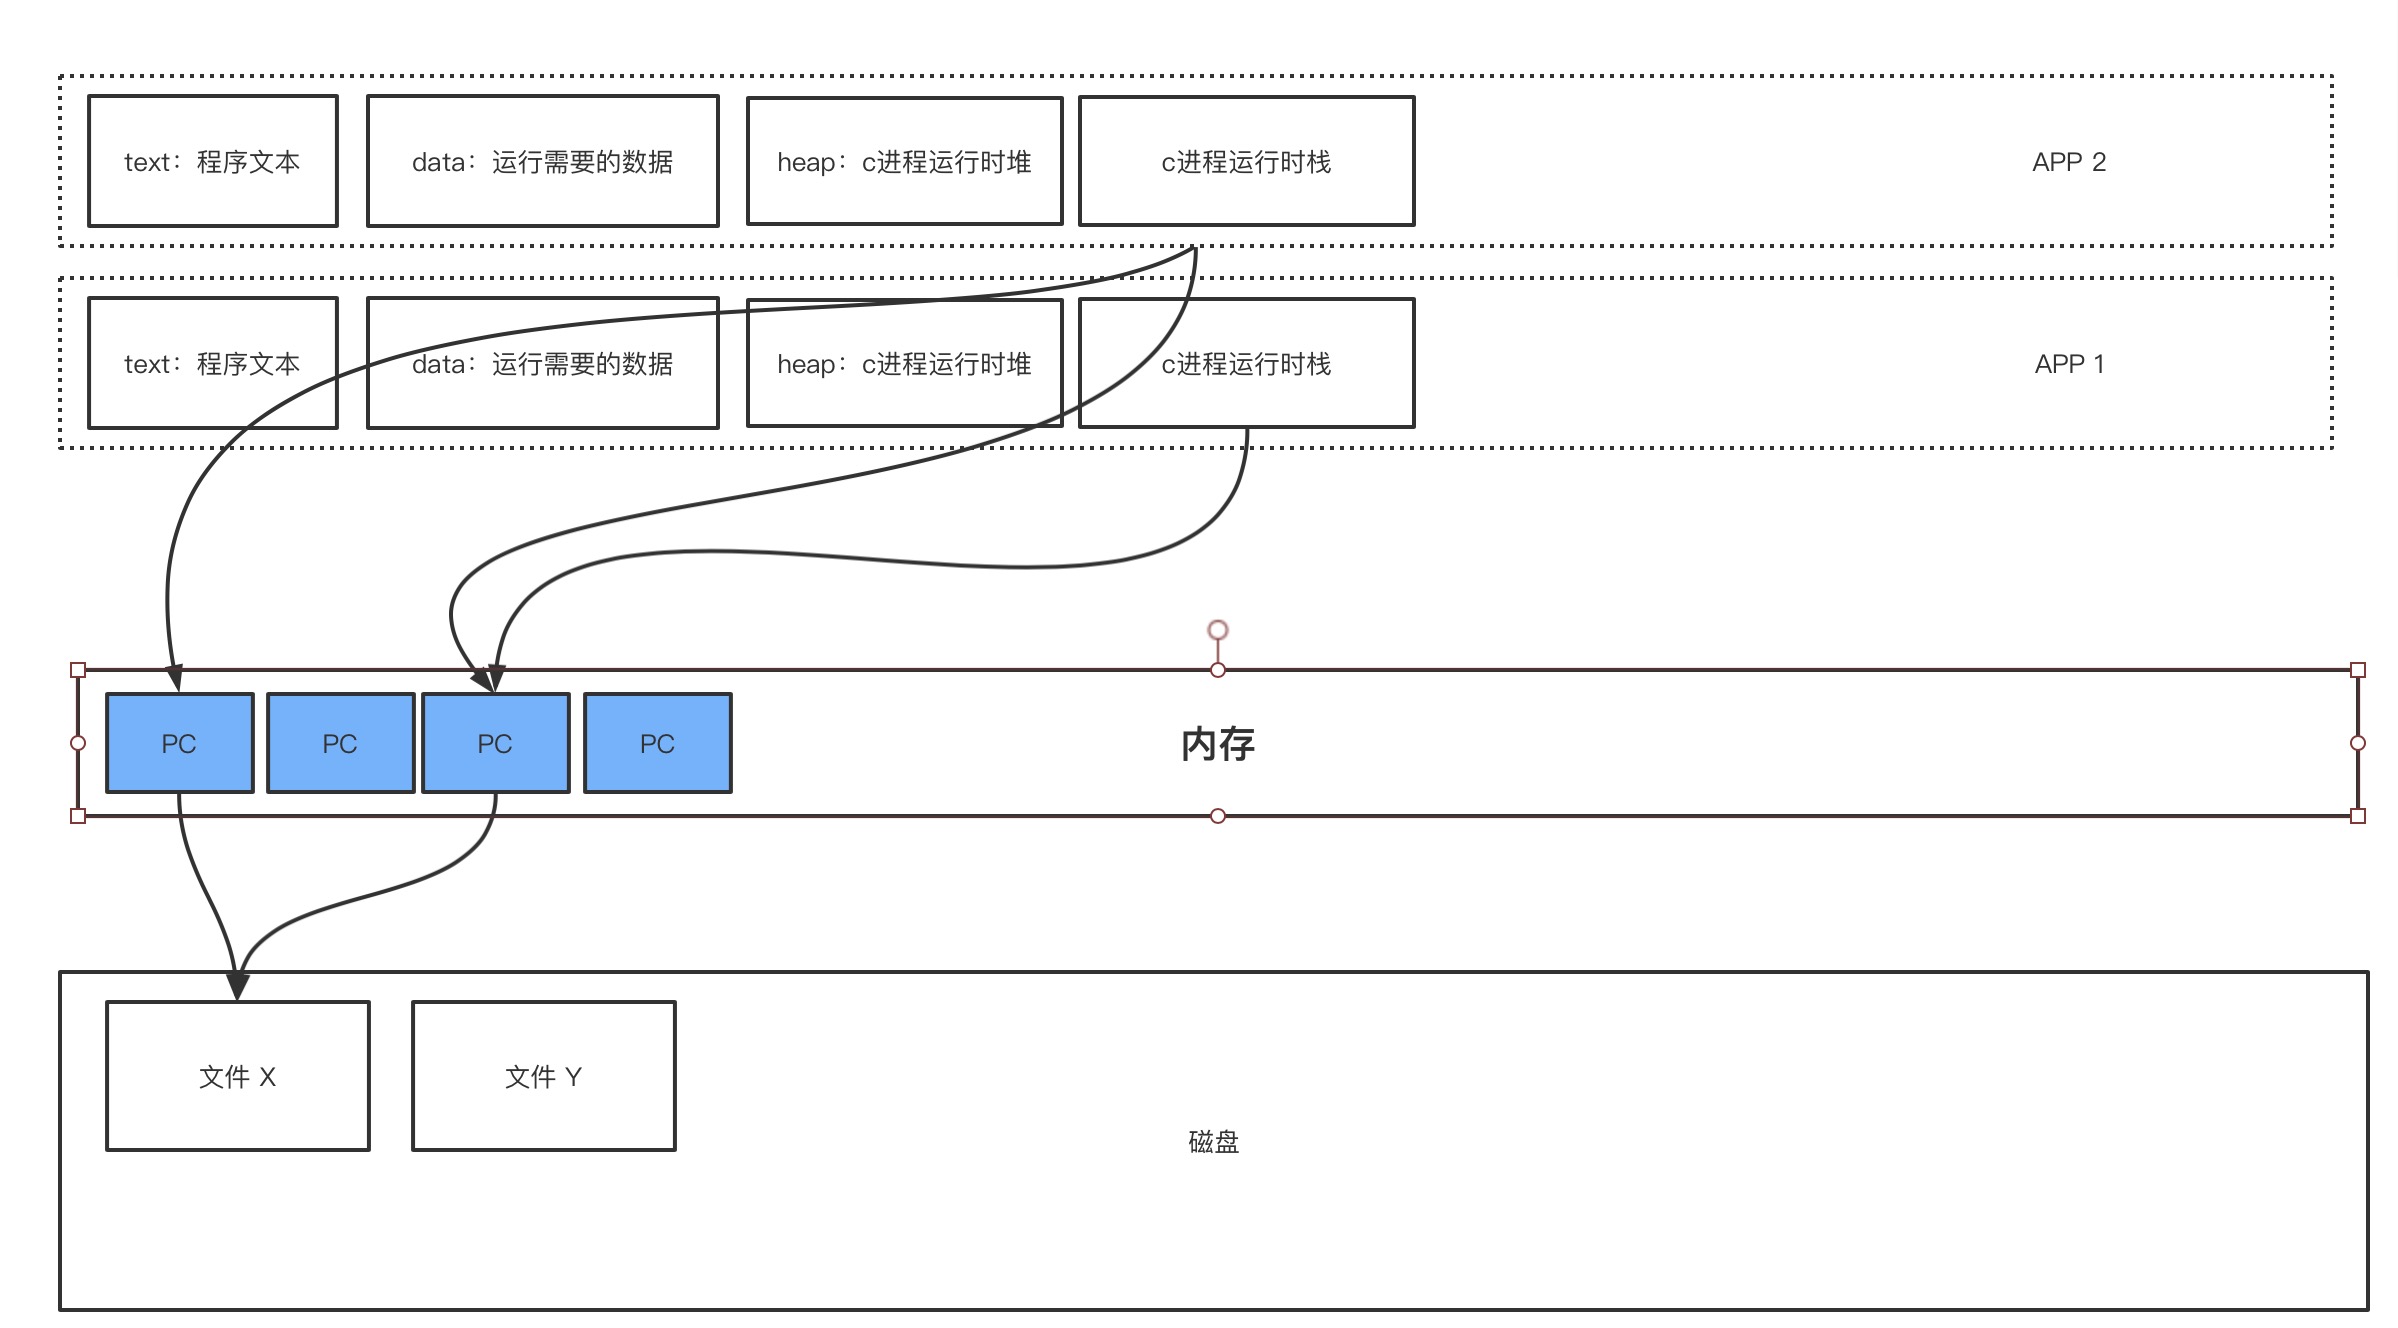 text：程序文本
data：运行需要的数据
heap：c进程运行时堆
c进程运行时栈
APP 2
text：程序文本
data：运行需要的数据
heap：c进程运行时堆
c进程运行时栈
APP 1
PC
PC
PC
PC
内存
文件 X
文件 Y
磁盘